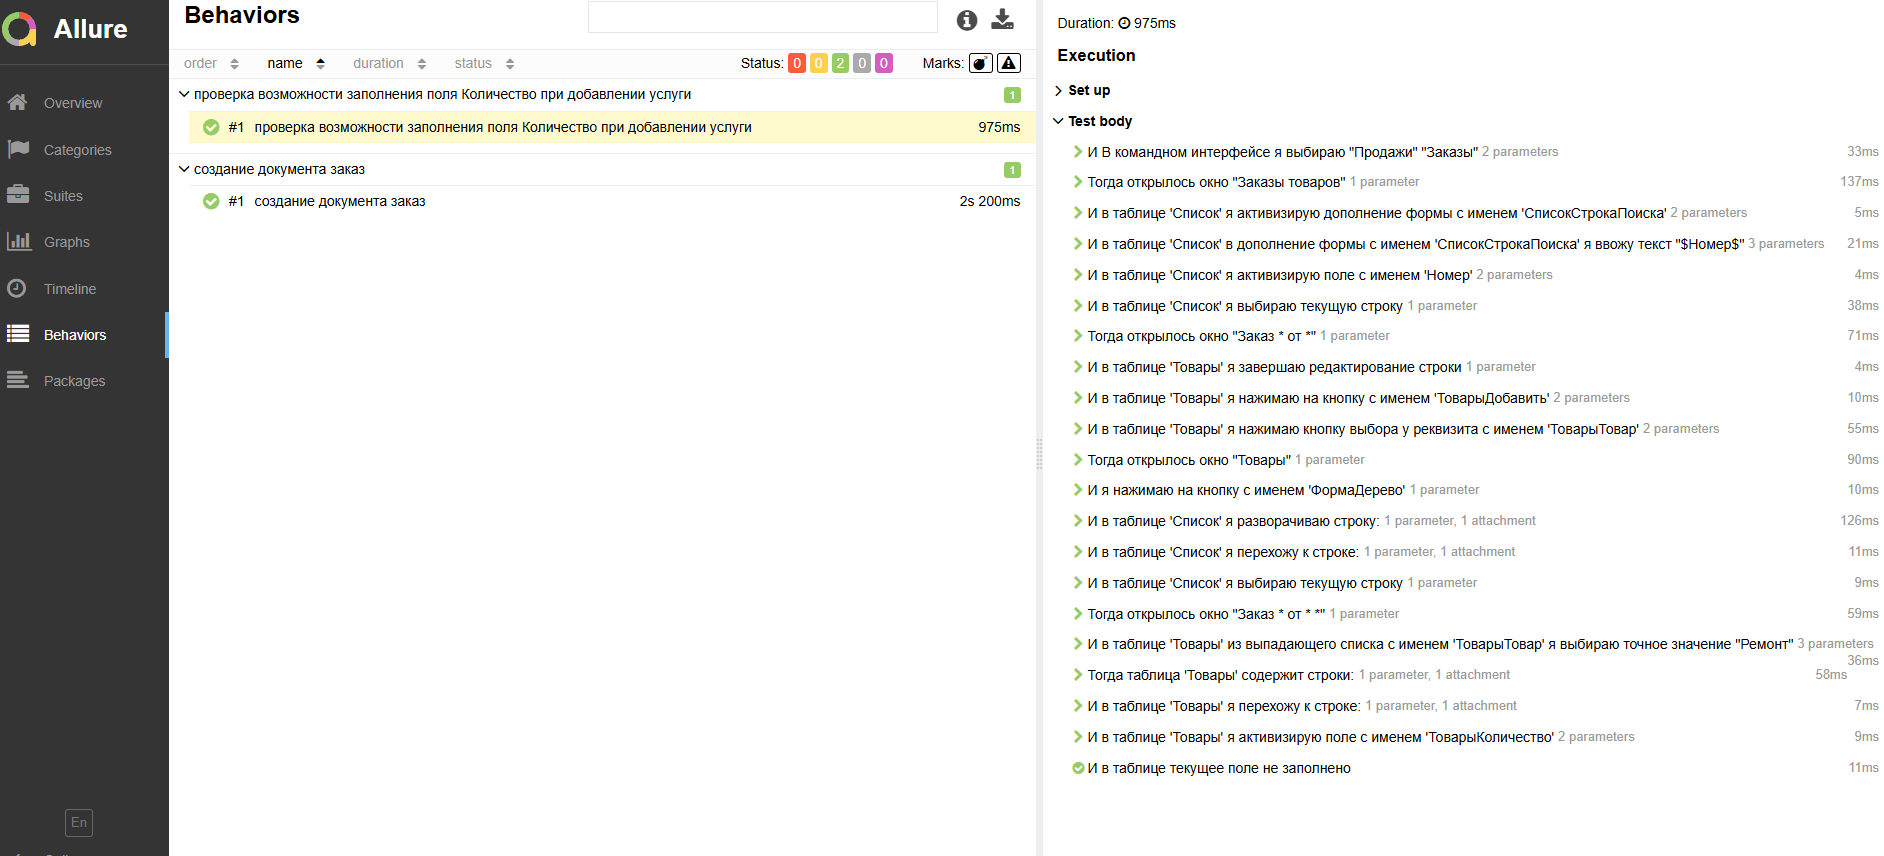 Allure
Overview
Categories
Suites
Graphs
Timeline
Behaviors
Packages
En
Behaviors
order name duration status Status: 0 0 2 0 0 Marks:
проверка возможности заполнения поля Количество при добавлении услуги 1
#1 проверка возможности заполнения поля Количество при добавлении услуги 975ms
создание документа заказ 1
#1 создание документа заказ 2s 200ms
Duration: 975ms
Execution
Set up
Test body
И В командном интерфейсе я выбираю "Продажи" "Заказы" 2 parameters 33ms
Тогда открылось окно "Заказы товаров" 1 parameter 137ms
И в таблице 'Список' я активизирую дополнение формы с именем 'СписокСтрокаПоиска' 2 parameters 5ms
И в таблице 'Список' в дополнение формы с именем 'СписокСтрокаПоиска' я ввожу текст "$Номер$" 3 parameters 21ms
И в таблице 'Список' я активизирую поле с именем 'Номер' 2 parameters 4ms
И в таблице 'Список' я выбираю текущую строку 1 parameter 38ms
Тогда открылось окно "Заказ * от *" 1 parameter 71ms
И в таблице 'Товары' я завершаю редактирование строки 1 parameter 4ms
И в таблице 'Товары' я нажимаю на кнопку с именем 'ТоварыДобавить' 2 parameters 10ms
И в таблице 'Товары' я нажимаю кнопку выбора у реквизита с именем 'ТоварыТовар' 2 parameters 55ms
Тогда открылось окно "Товары" 1 parameter 90ms
И я нажимаю на кнопку с именем 'ФормаДерево' 1 parameter 10ms
И в таблице 'Список' я разворачиваю строку: 1 parameter, 1 attachment 126ms
И в таблице 'Список' я перехожу к строке: 1 parameter, 1 attachment 11ms
И в таблице 'Список' я выбираю текущую строку 1 parameter 9ms
Тогда открылось окно "Заказ * от * *" 1 parameter 59ms
И в таблице 'Товары' из выпадающего списка с именем 'ТоварыТовар' я выбираю точное значение "Ремонт" 3 parameters
36ms
Тогда таблица 'Товары' содержит строки: 1 parameter, 1 attachment 58ms
И в таблице 'Товары' я перехожу к строке: 1 parameter, 1 attachment 7ms
И в таблице 'Товары' я активизирую поле с именем 'ТоварыКоличество' 2 parameters 9ms
И в таблице текущее поле не заполнено 11ms